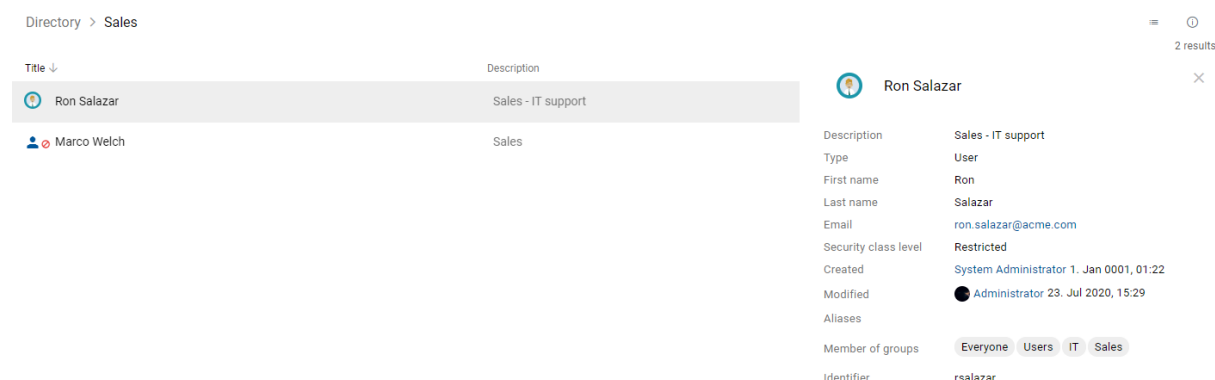 Directory > Sales
2 results
Title ↓ Description
Ron Salazar Sales - IT support
Marco Welch Sales
Ron Salazar
Description Sales - IT support
Type User
First name Ron
Last name Salazar
Email ron.salazar@acme.com
Security class level Restricted
Created System Administrator 1. Jan 0001, 01:22
Modified Administrator 23. Jul 2020, 15:29
Aliases
Member of groups Everyone Users IT Sales
Identifier rsalazar